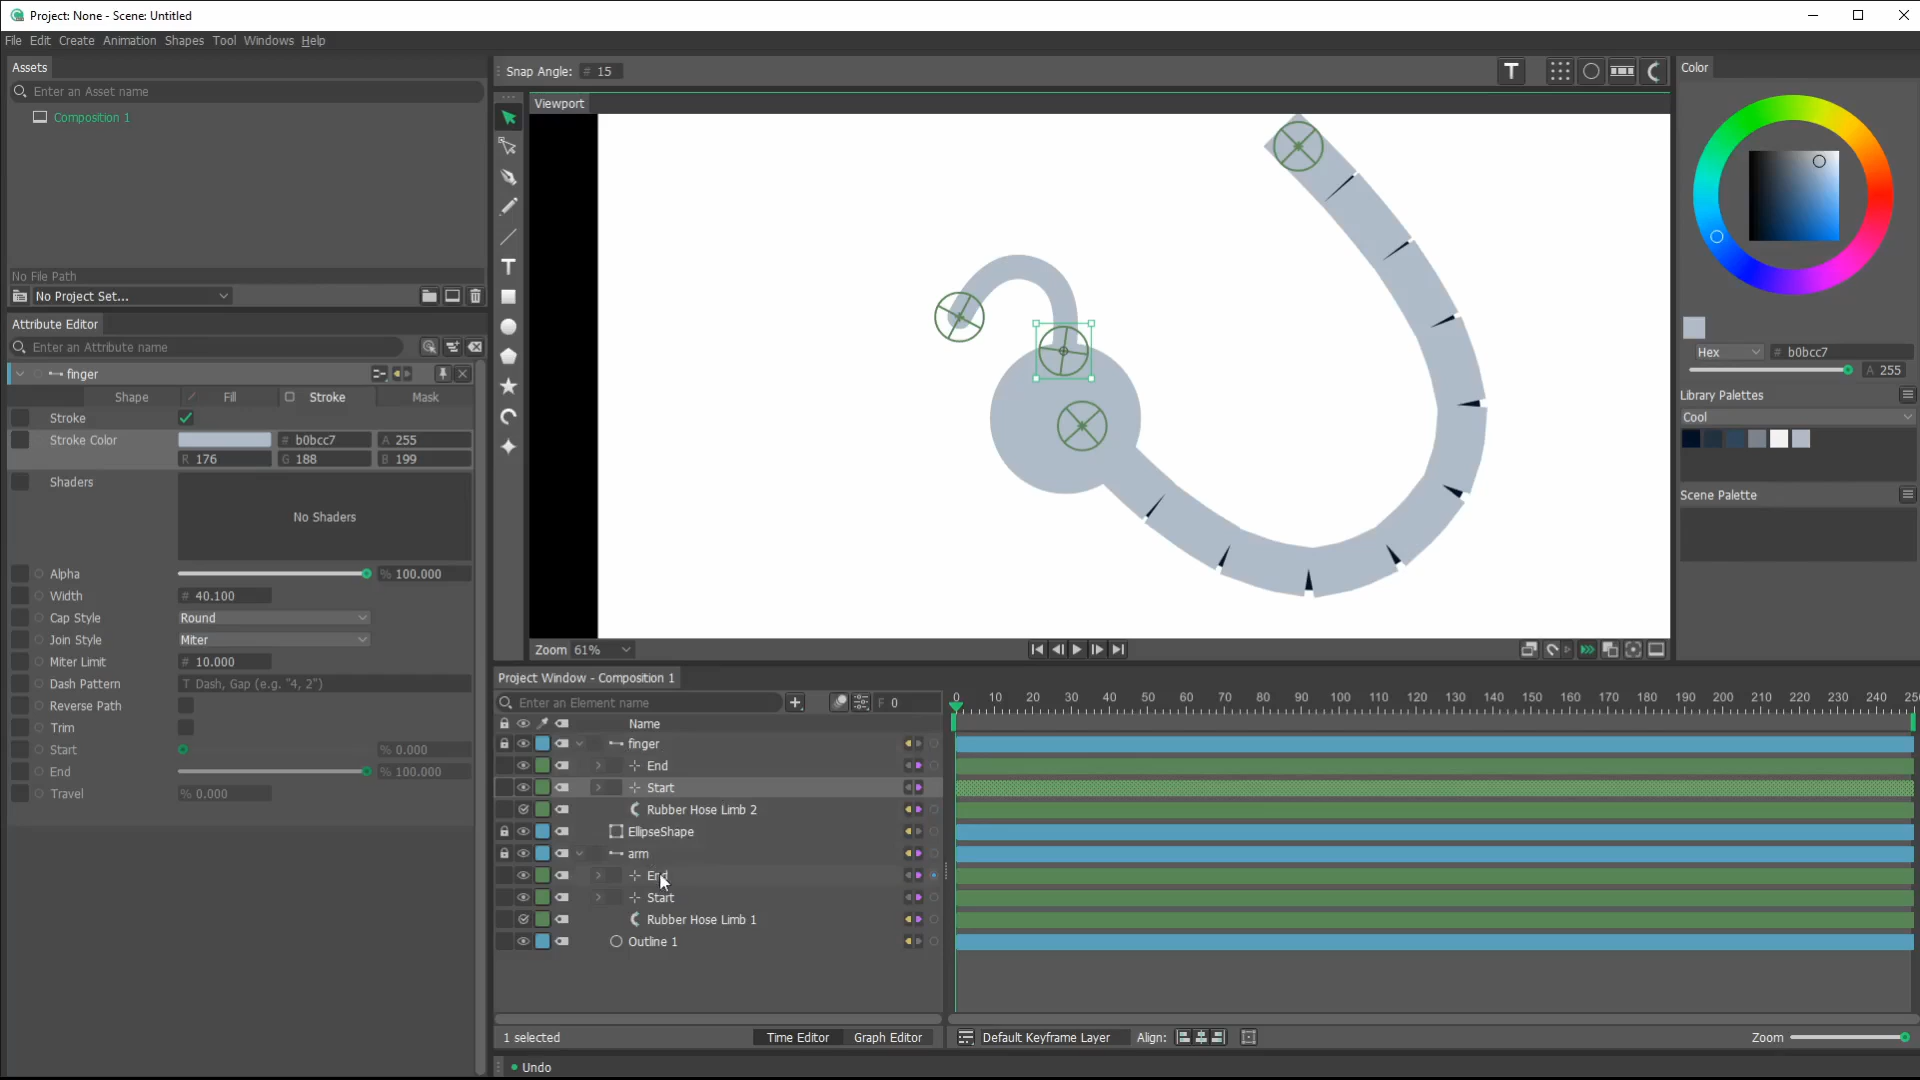 Project: None - Scene: Untitled
File Edit Create Animation Shapes Tool Windows Help
Assets
Enter an Asset name
Composition 1
No File Path
No Project Set...
Attribute Editor
Enter an Attribute name
finger
Shape Fill Stroke Mask
Stroke
Stroke Color # b0bcc7 A 255
R 176 G 188 B 199
Shaders
No Shaders
Alpha % 100.000
Width # 40.100
Cap Style Round
Join Style Miter
Miter Limit # 10.000
Dash Pattern T Dash, Gap (e.g. "4, 2")
Reverse Path
Trim
Start % 0.000
End % 100.000
Travel % 0.000
Snap Angle: # 15
Viewport
Zoom 61%
Project Window - Composition 1
Enter an Element name F 0
Name
finger
End
Start
Rubber Hose Limb 2
EllipseShape
arm
End
Start
Rubber Hose Limb 1
Outline 1
0 10 20 30 40 50 60 70 80 90 100 110 120 130 140 150 160 170 180 190 200 210 220 230 240
1 selected Time Editor Graph Editor
Default Keyframe Layer Align: Zoom
Undo
Color
Hex # b0bcc7
A 255
Library Palettes
Cool
Scene Palette